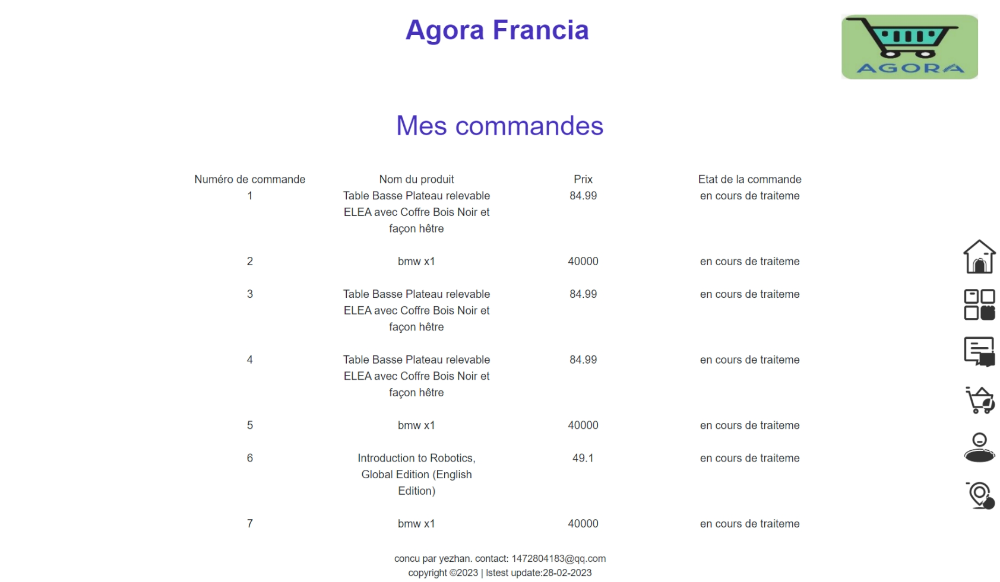 Agora Francia
AGORA
Mes commandes
Numéro de commande Nom du produit Prix Etat de la commande
1 Table Basse Plateau relevable 84.99 en cours de traiteme
ELEA avec Coffre Bois Noir et
façon hêtre
2 bmw x1 40000 en cours de traiteme
3 Table Basse Plateau relevable 84.99 en cours de traiteme
ELEA avec Coffre Bois Noir et
façon hêtre
4 Table Basse Plateau relevable 84.99 en cours de traiteme
ELEA avec Coffre Bois Noir et
façon hêtre
5 bmw x1 40000 en cours de traiteme
6 Introduction to Robotics, 49.1 en cours de traiteme
Global Edition (English
Edition)
7 bmw x1 40000 en cours de traiteme
concu par yezhan. contact: 1472804183@qq.com
copyright ©2023 | lstest update:28-02-2023